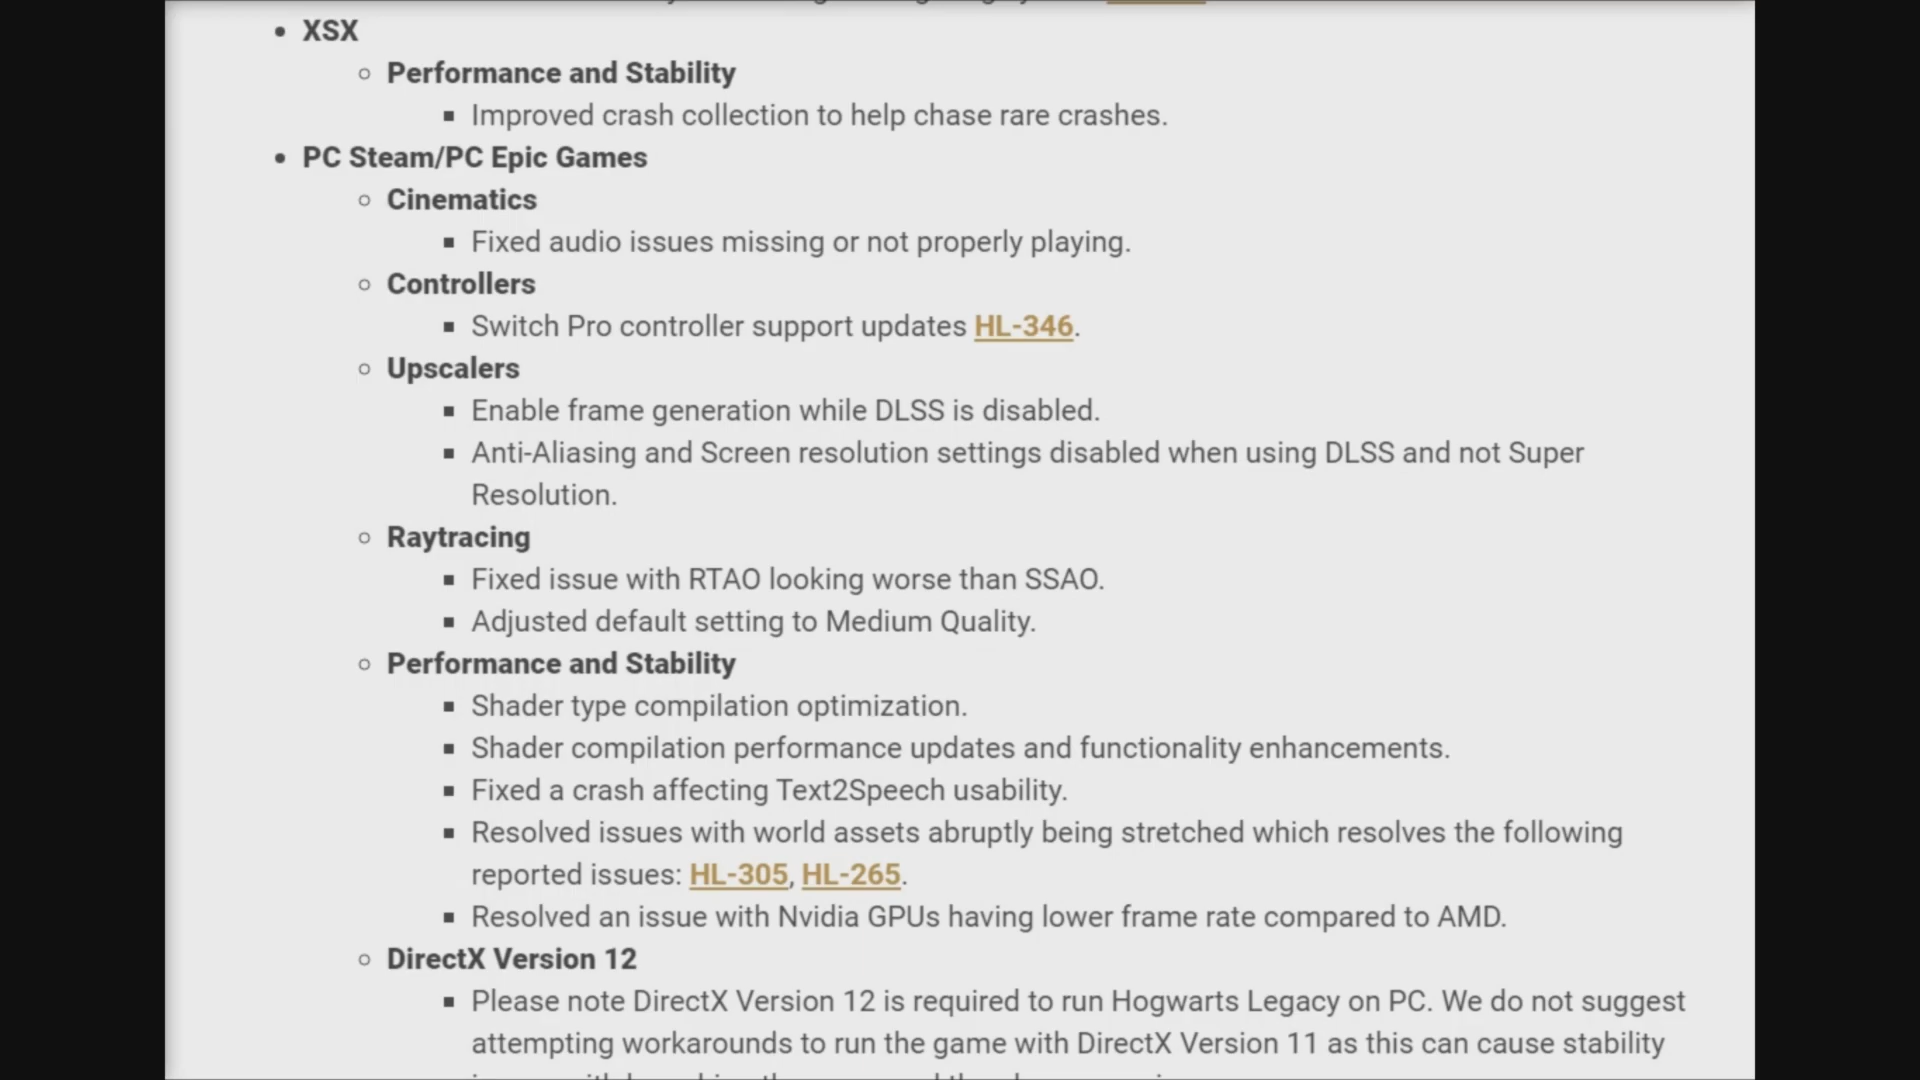 XSX
Performance and Stability
Improved crash collection to help chase rare crashes.
PC Steam/PC Epic Games
Cinematics
Fixed audio issues missing or not properly playing.
Controllers
Switch Pro controller support updates HL-346.
Upscalers
Enable frame generation while DLSS is disabled.
Anti-Aliasing and Screen resolution settings disabled when using DLSS and not Super
Resolution.
Raytracing
Fixed issue with RTAO looking worse than SSAO.
Adjusted default setting to Medium Quality.
Performance and Stability
Shader type compilation optimization.
Shader compilation performance updates and functionality enhancements.
Fixed a crash affecting Text2Speech usability.
Resolved issues with world assets abruptly being stretched which resolves the following
reported issues: HL-305, HL-265.
Resolved an issue with Nvidia GPUs having lower frame rate compared to AMD.
DirectX Version 12
Please note DirectX Version 12 is required to run Hogwarts Legacy on PC. We do not suggest
attempting workarounds to run the game with DirectX Version 11 as this can cause stability